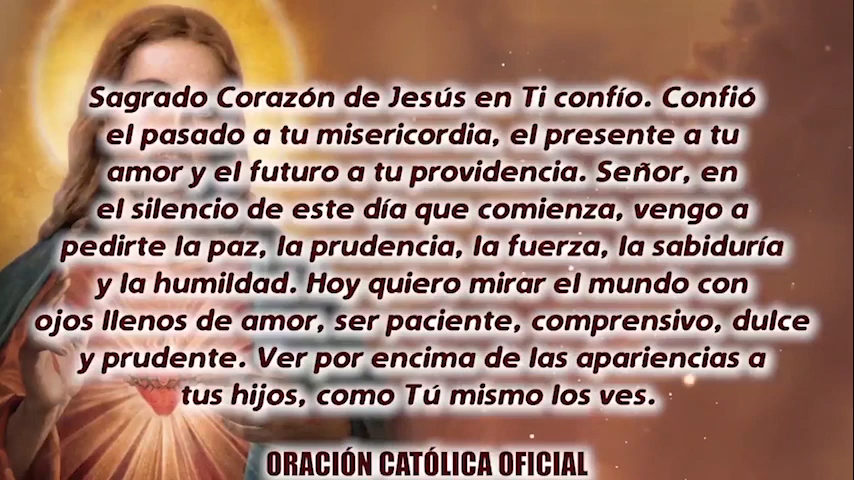 Sagrado Corazón de Jesús en Ti confío. Confió
el pasado a tu misericordia, el presente a tu
amor y el futuro a tu providencia. Señor, en
el silencio de este día que comienza, vengo a
pedirte la paz, la prudencia, la fuerza, la sabiduría
y la humildad. Hoy quiero mirar el mundo con
ojos llenos de amor, ser paciente, comprensivo, dulce
y prudente. Ver por encima de las apariencias a
tus hijos, como Tú mismo los ves.
ORACIÓN CATÓLICA OFICIAL